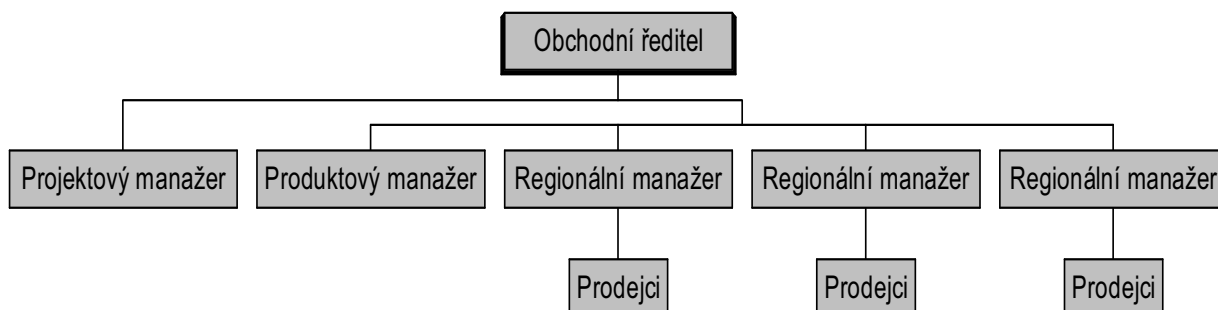 Obchodní ředitel
Projektový manažer
Produktový manažer
Regionální manažer
Regionální manažer
Regionální manažer
Prodejci
Prodejci
Prodejci